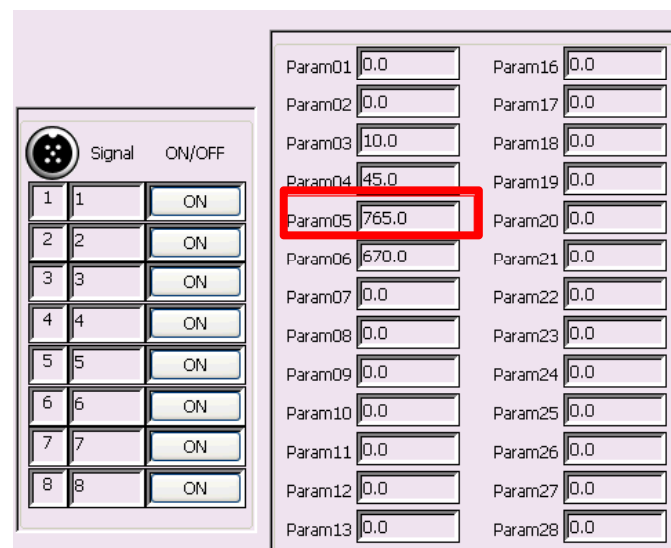 Signal ON/OFF
1 1 ON
2 2 ON
3 3 ON
4 4 ON
5 5 ON
6 6 ON
7 7 ON
8 8 ON
Param01 0.0 Param16 0.0
Param02 0.0 Param17 0.0
Param03 10.0 Param18 0.0
Param04 45.0 Param19 0.0
Param05 765.0 Param20 0.0
Param06 670.0 Param21 0.0
Param07 0.0 Param22 0.0
Param08 0.0 Param23 0.0
Param09 0.0 Param24 0.0
Param10 0.0 Param25 0.0
Param11 0.0 Param26 0.0
Param12 0.0 Param27 0.0
Param13 0.0 Param28 0.0